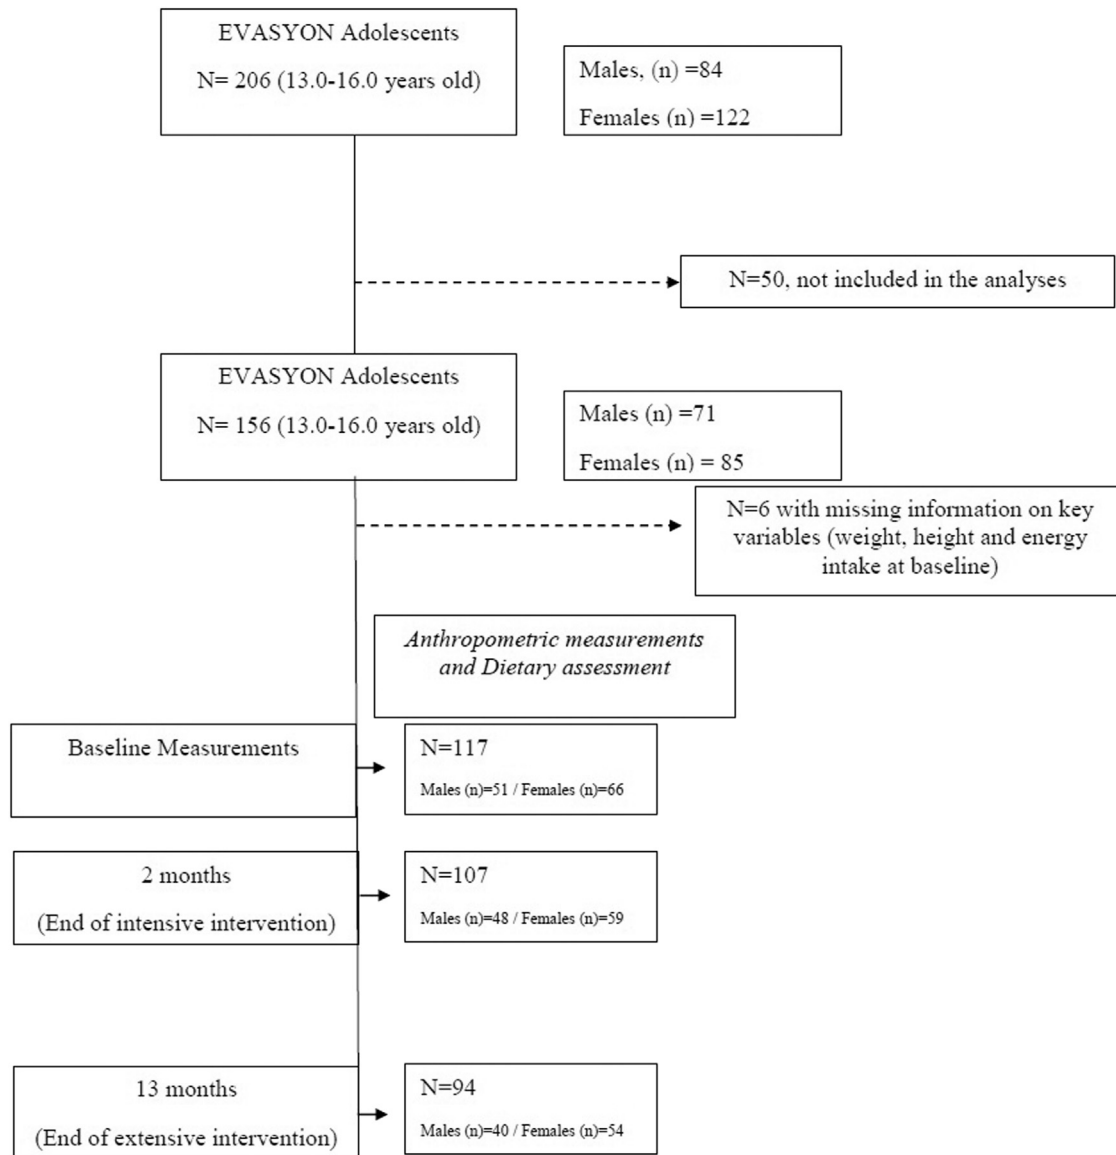 EVASYON Adolescents
N= 206 (13.0-16.0 years old)
Males, (n) =84
Females (n) =122
N=50, not included in the analyses
EVASYON Adolescents
N= 156 (13.0-16.0 years old)
Males (n) =71
Females (n) = 85
N=6 with missing information on key
variables (weight, height and energy
intake at baseline)
Anthropometric measurements
and Dietary assessment
Baseline Measurements
N=117
Males (n)=51 / Females (n)=66
2 months
(End of intensive intervention)
N=107
Males (n)=48 / Females (n)=59
13 months
(End of extensive intervention)
N=94
Males (n)=40 / Females (n)=54